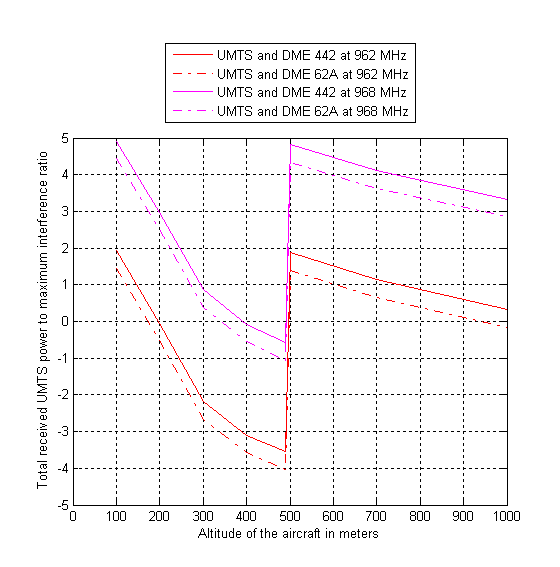 UMTS and DME 442 at 962 MHz
UMTS and DME 62A at 962 MHz
UMTS and DME 442 at 968 MHz
UMTS and DME 62A at 968 MHz
Total received UMTS power to maximum interference ratio
5
4
3
2
1
0
-1
-2
-3
-4
-5
0 100 200 300 400 500 600 700 800 900 1000
Altitude of the aircraft in meters